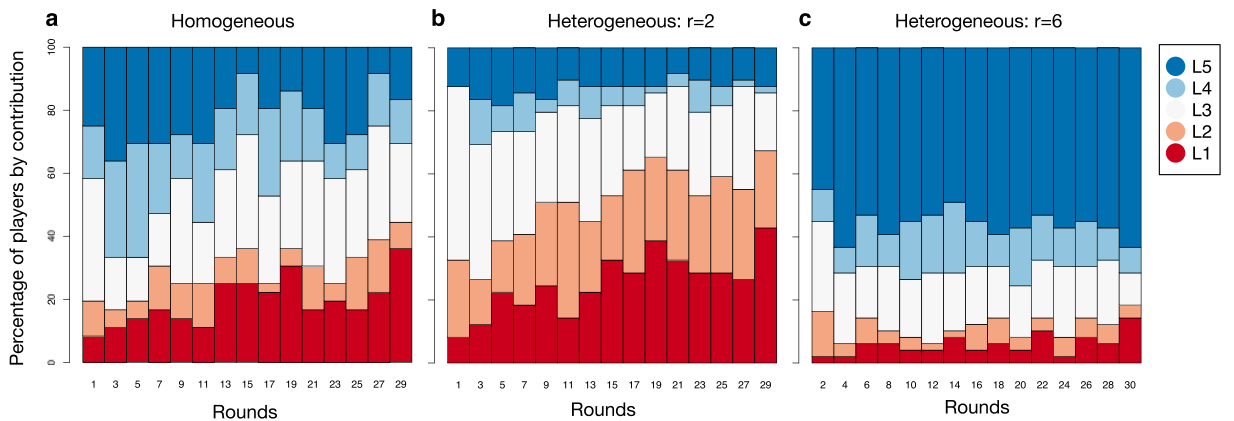 a Homogeneous
b Heterogeneous: r=2
c Heterogeneous: r=6
Percentage of players by contribution
100
80
60
40
20
0
1 3 5 7 9 11 13 15 17 19 21 23 25 27 29
Rounds
1 3 5 7 9 11 13 15 17 19 21 23 25 27 29
Rounds
2 4 6 8 10 12 14 16 18 20 22 24 26 28 30
Rounds
L5
L4
L3
L2
L1